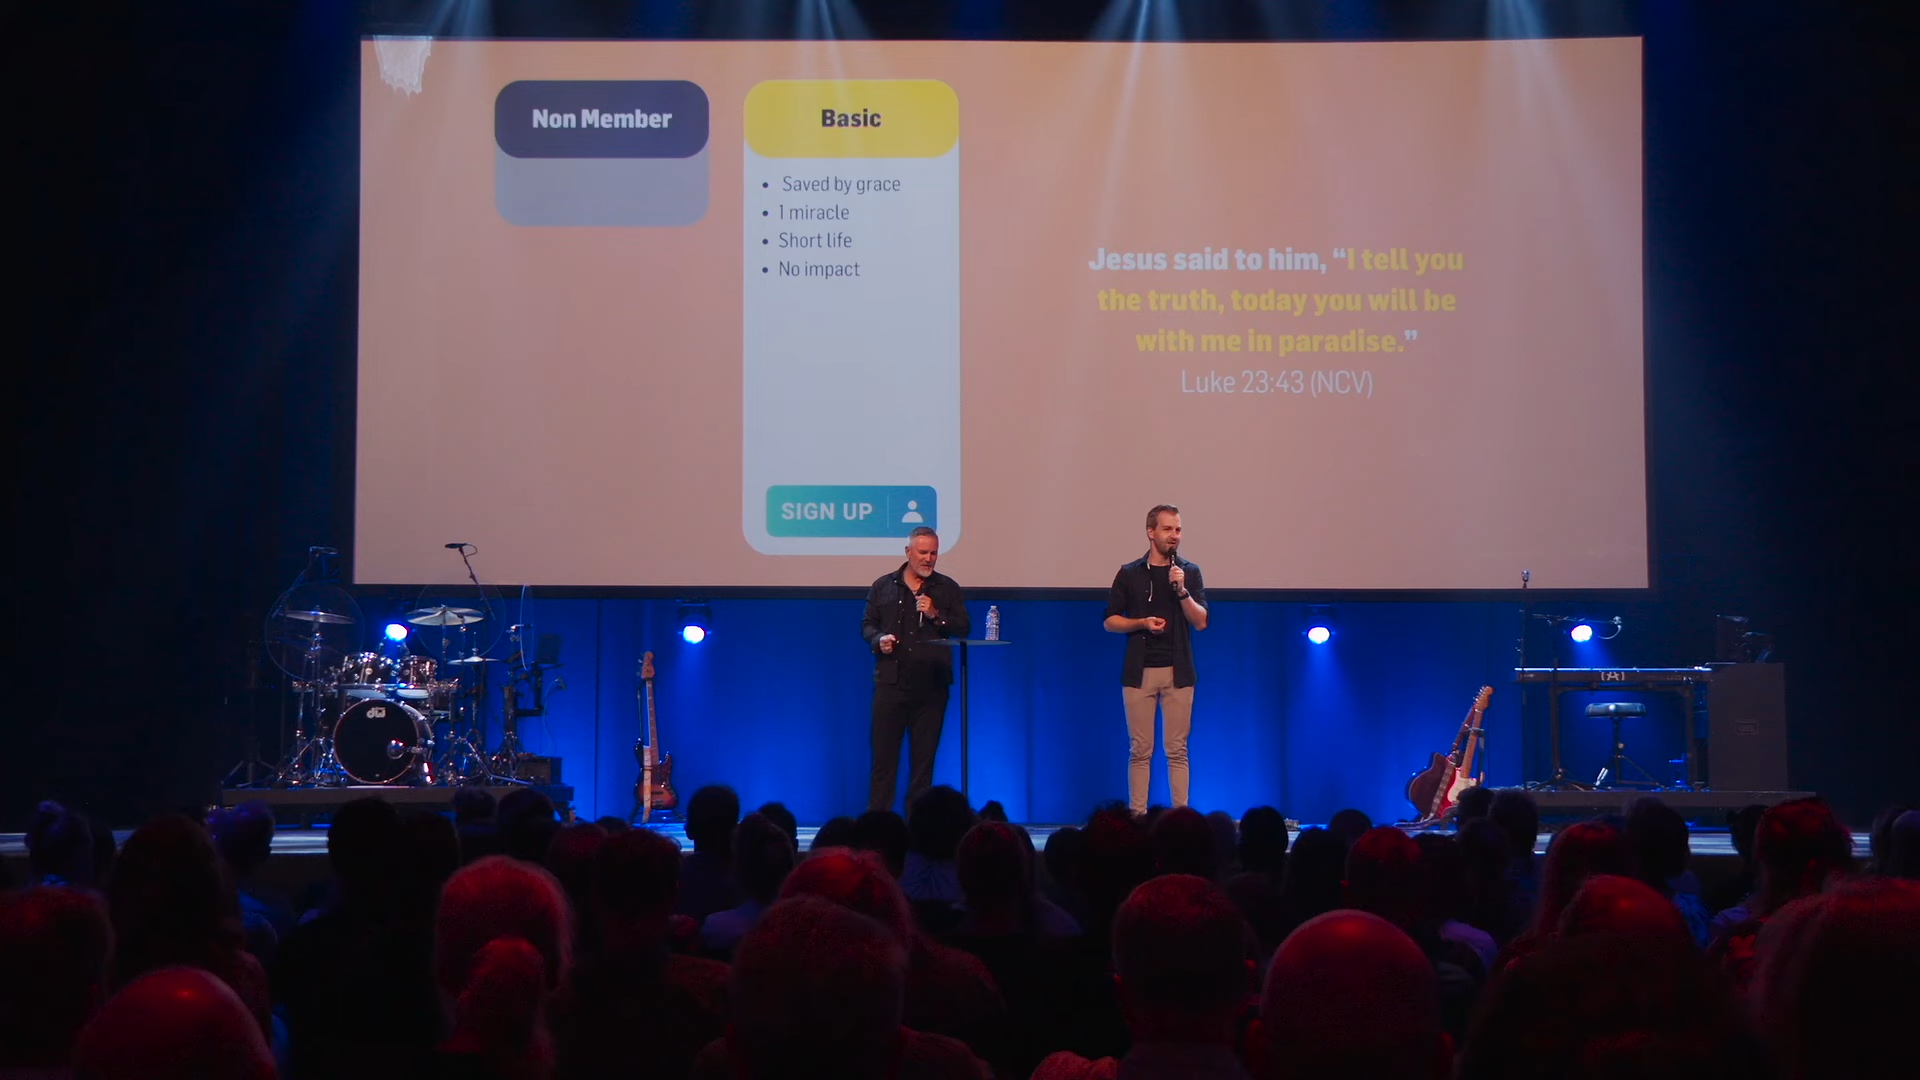 Non Member
Basic
• Saved by grace
• 1 miracle
• Short life
• No impact
SIGN UP
Jesus said to him, “I tell you
the truth, today you will be
with me in paradise.”
Luke 23:43 (NCV)
dw